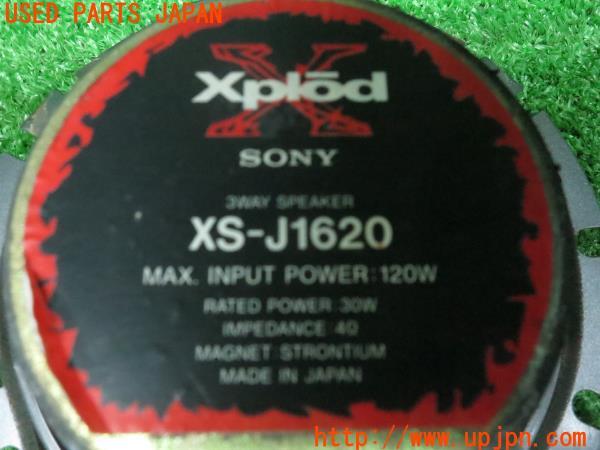 USED PARTS JAPAN
Xplōd
SONY
3WAY SPEAKER
XS-J1620
MAX. INPUT POWER:120W
RATED POWER:30W
IMPEDANCE:4Ω
MAGNET STRONTIUM
MADE IN JAPAN
http://www.upjpn.com